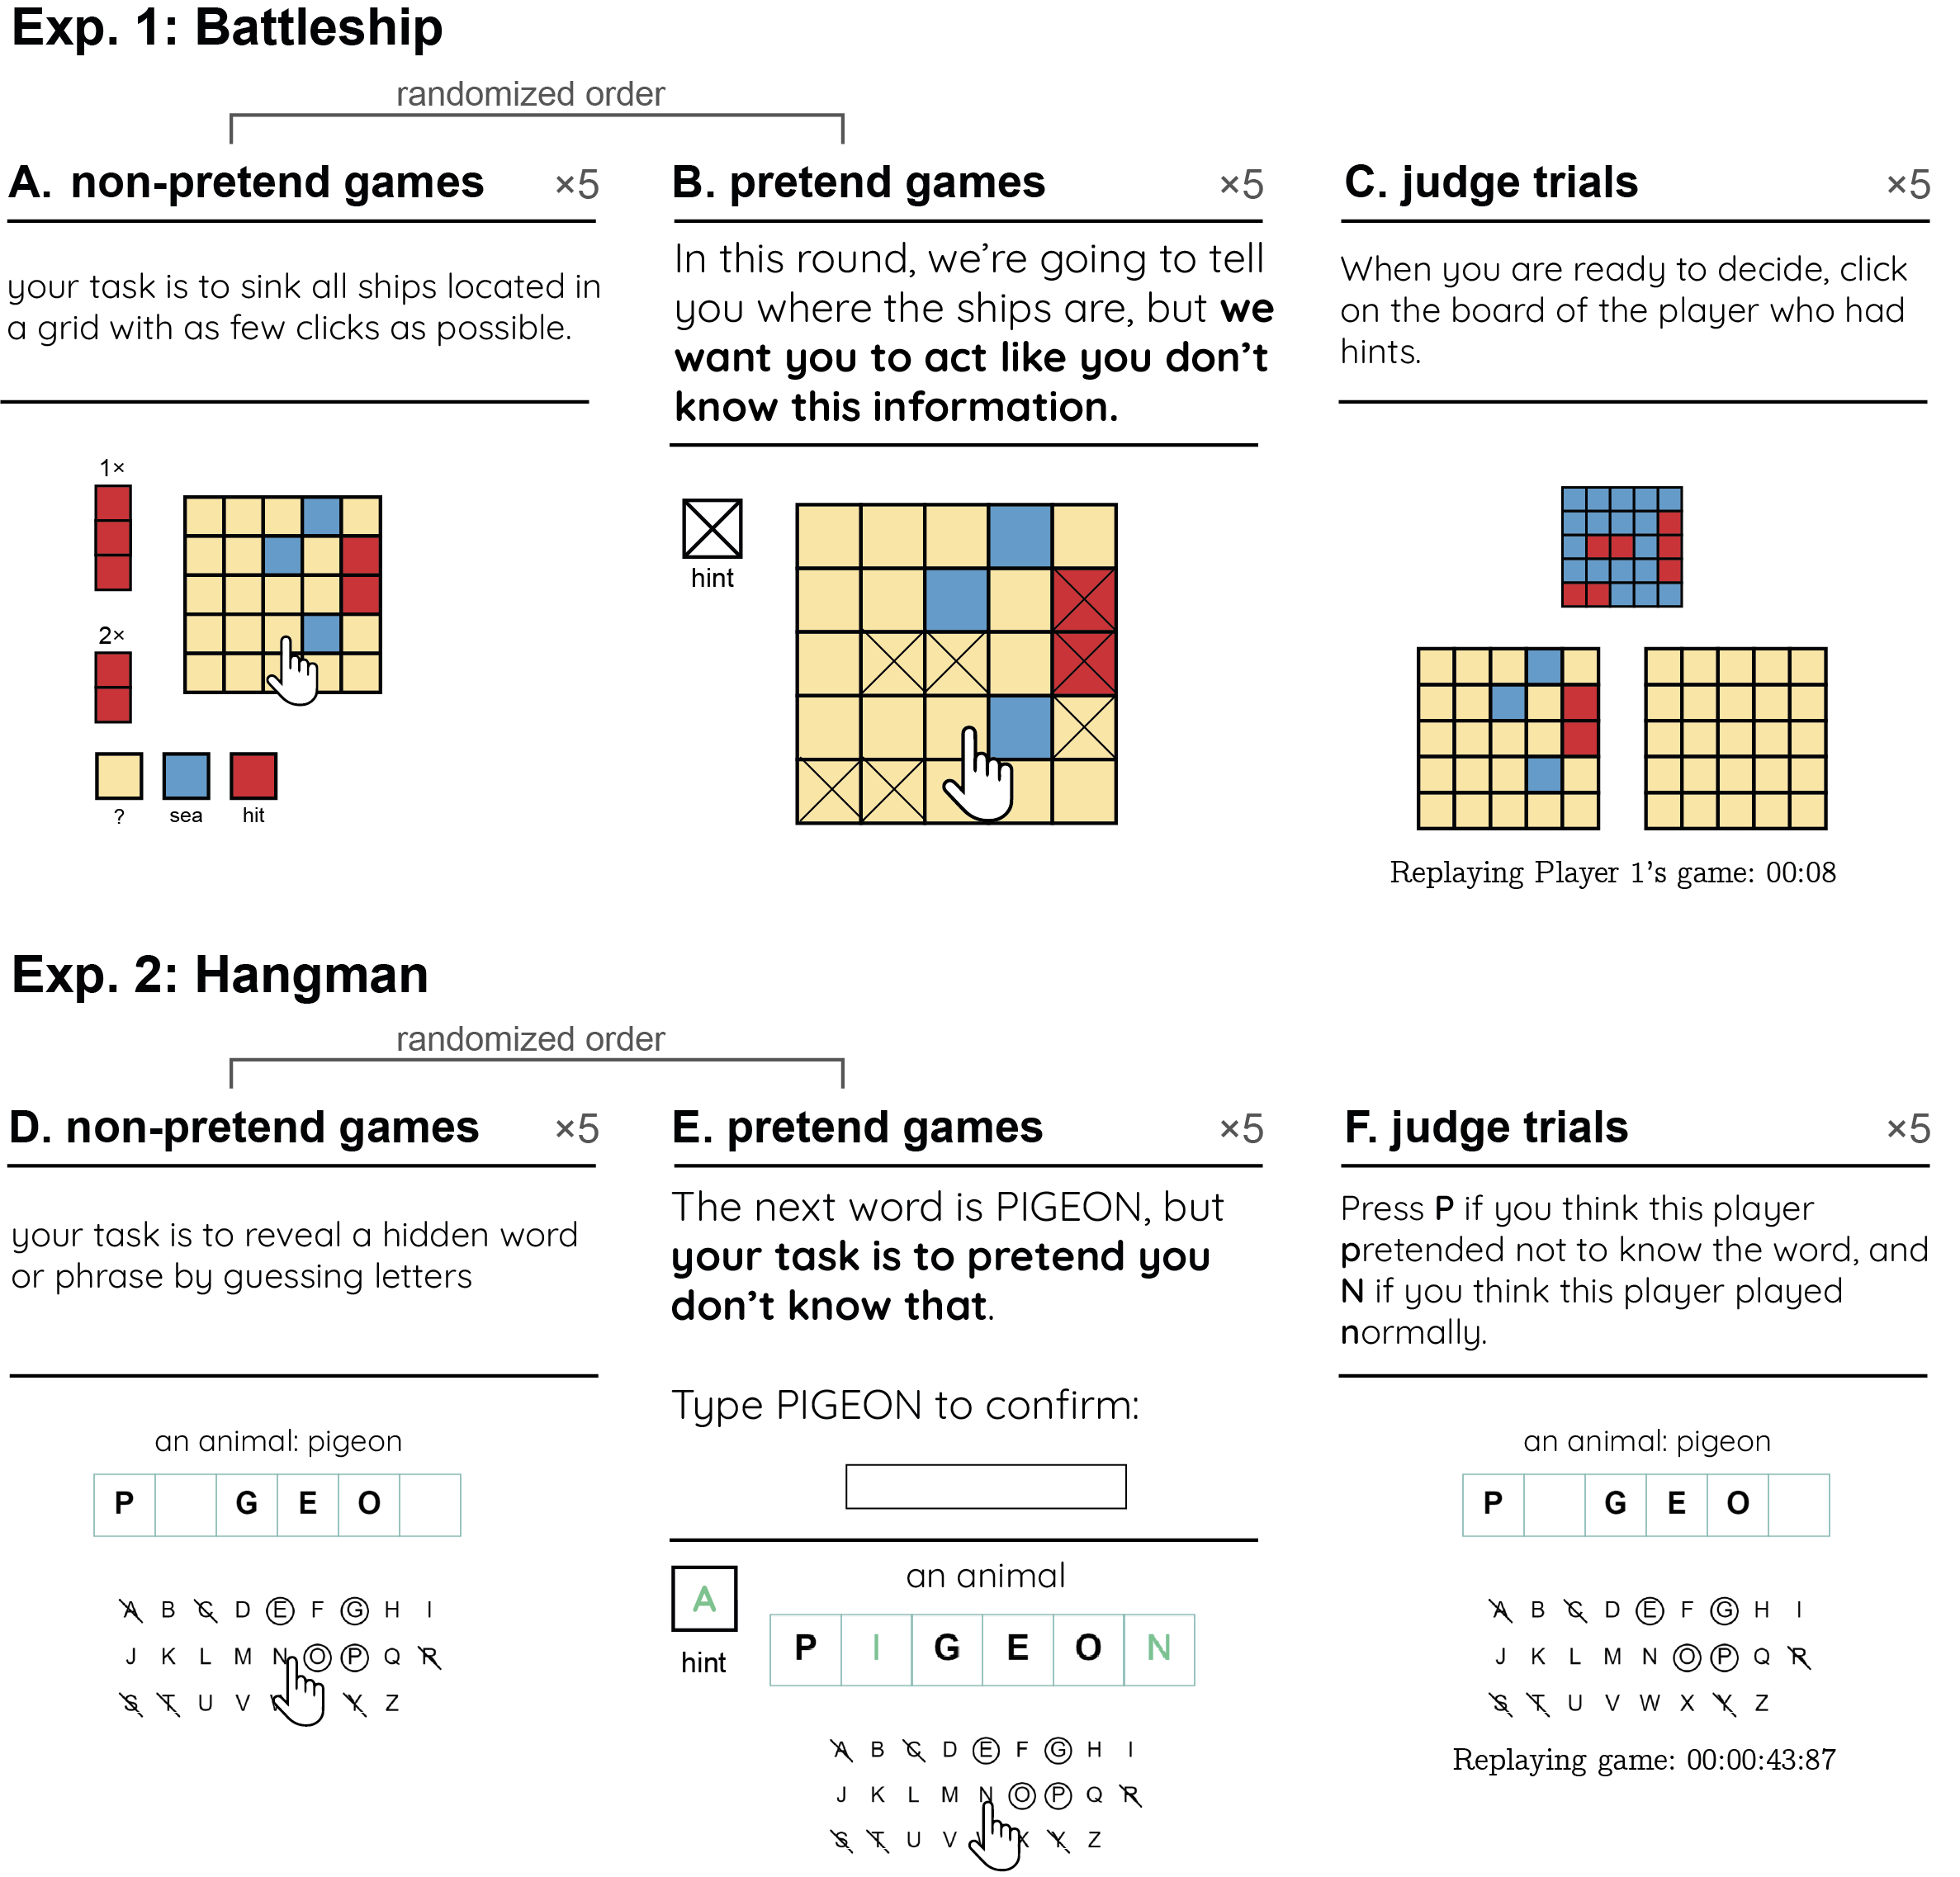 Exp. 1: Battleship
randomized order
A. non-pretend games ×5
your task is to sink all ships located in
a grid with as few clicks as possible.
1×
2×
? sea hit
B. pretend games ×5
In this round, we're going to tell
you where the ships are, but we
want you to act like you don't
know this information.
hint
C. judge trials ×5
When you are ready to decide, click
on the board of the player who had
hints.
Replaying Player 1's game: 00:08
Exp. 2: Hangman
randomized order
D. non-pretend games ×5
your task is to reveal a hidden word
or phrase by guessing letters
an animal: pigeon
P G E O
A B C D E F G H I
J K L M N O P Q R
S T U V Y Z
E. pretend games ×5
The next word is PIGEON, but
your task is to pretend you
don't know that.
Type PIGEON to confirm:
A
hint
an animal
P I G E O N
A B C D E F G H I
J K L M N O P Q R
S T U V X Y Z
F. judge trials ×5
Press P if you think this player
pretended not to know the word, and
N if you think this player played
normally.
an animal: pigeon
P G E O
A B C D E F G H I
J K L M N O P Q R
S T U V W X Y Z
Replaying game: 00:00:43:87